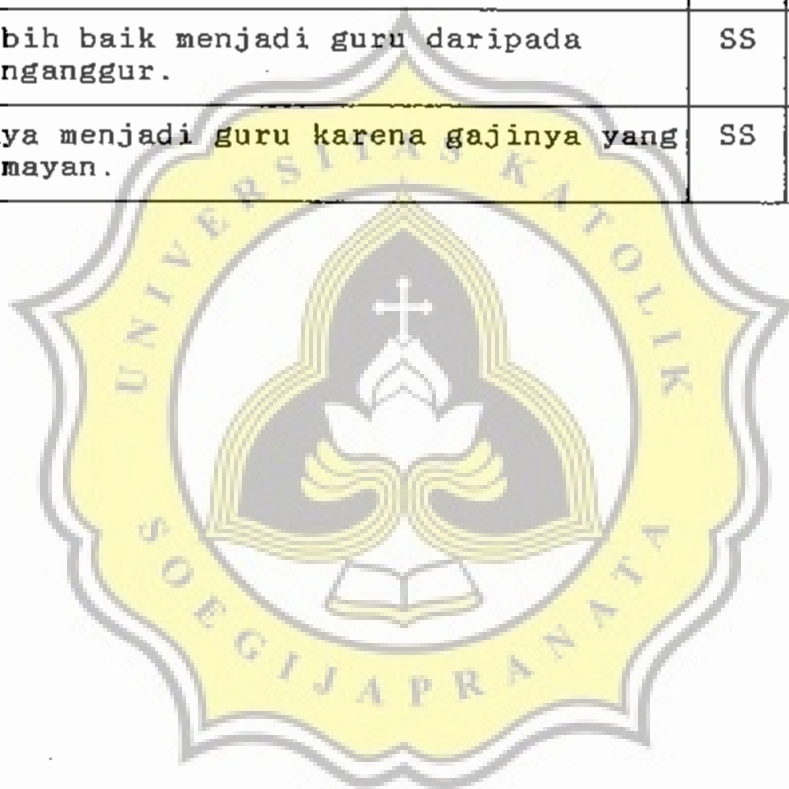 bih baik menjadi guru daripada SS
nganggur.
ya menjadi guru karena gajinya yang SS
mayan.
UNIVERSITAS KATOLIK
SOEGIJAPRANATA